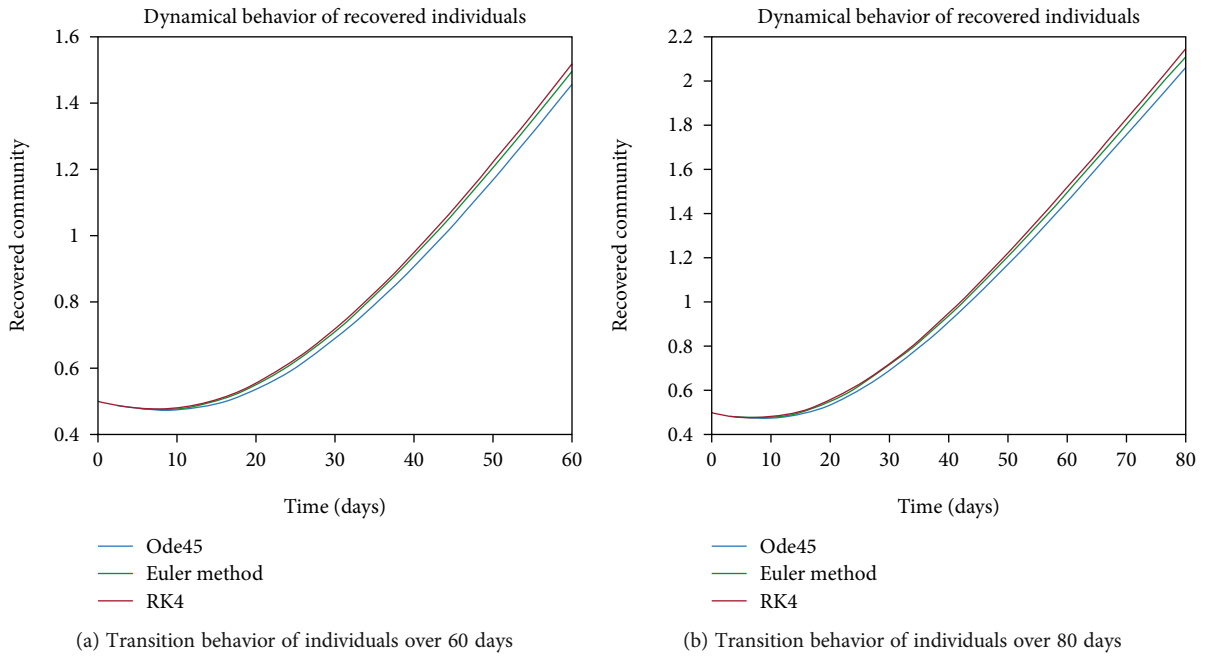 Dynamical behavior of recovered individuals
1.6
1.4
1.2
1
0.8
0.6
0.4
Recovered community
0 10 20 30 40 50 60
Time (days)
Ode45
Euler method
RK4
(a) Transition behavior of individuals over 60 days
Dynamical behavior of recovered individuals
2.2
2
1.8
1.6
1.4
1.2
1
0.8
0.6
0.4
Recovered community
0 10 20 30 40 50 60 70 80
Time (days)
Ode45
Euler method
RK4
(b) Transition behavior of individuals over 80 days